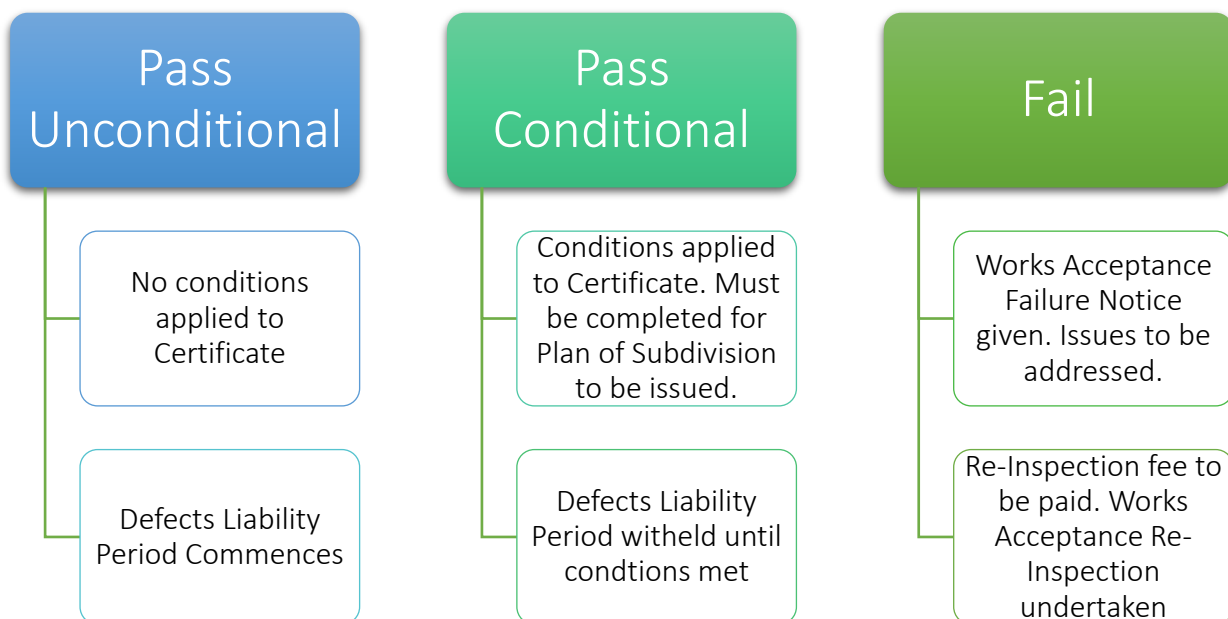 Pass
Unconditional
No conditions
applied to
Certificate
Defects Liability
Period Commences
Pass
Conditional
Conditions applied
to Certificate. Must
be completed for
Plan of Subdivision
to be issued.
Defects Liability
Period witheld until
condtions met
Fail
Works Acceptance
Failure Notice
given. Issues to be
addressed.
Re-Inspection fee to
be paid. Works
Acceptance Re-
Inspection
undertaken